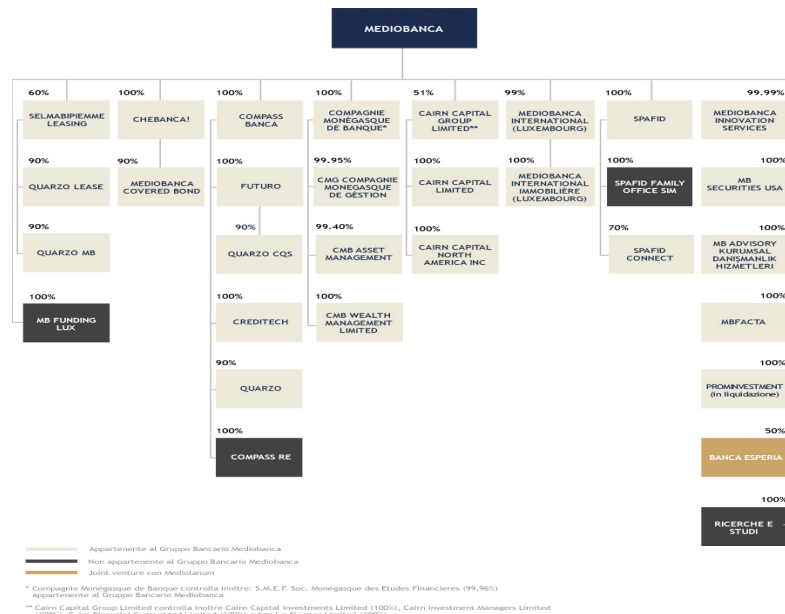 MEDIOBANCA
60%
SELMABIPIEMME
LEASING
90%
QUARZO LEASE
90%
QUARZO MB
100%
MB FUNDING
LUX
100%
CHEBANCA!
90%
MEDIOBANCA
COVERED BOND
100%
COMPASS
BANCA
100%
FUTURO
90%
QUARZO CQS
100%
CREDITECH
90%
QUARZO
100%
COMPASS RE
100%
COMPAGNIE
MONÉGASQUE
DE BANQUE*
99.95%
CMG COMPAGNIE
MONEGASQUE
DE GÉSTION
99.40%
CMB ASSET
MANAGEMENT
100%
CMB WEALTH
MANAGEMENT
LIMITED
51%
CAIRN CAPITAL
GROUP
LIMITED**
100%
CAIRN CAPITAL
LIMITED
100%
CAIRN CAPITAL
NORTH
AMERICA INC
99%
MEDIOBANCA
INTERNATIONAL
(LUXEMBOURG)
100%
MEDIOBANCA
INTERNATIONAL
IMMOBILIÈRE
(LUXEMBOURG)
100%
SPAFID
100%
SPAFID FAMILY
OFFICE SIM
70%
SPAFID
CONNECT
99.99%
MEDIOBANCA
INNOVATION
SERVICES
100%
MB
SECURITIES USA
100%
MB ADVISORY
KURUMSAL
DANIŞMANLIK
HIZMETLERI
100%
MBFACTA
100%
PROMINVESTMENT
(in liquidazione)
50%
BANCA ESPERIA
100%
RICERCHE E
STUDI
Appartenente al Gruppo Bancario Mediobanca
Non appartenente al Gruppo Bancario Mediobanca
Joint venture con Mediolanum
* Compagnie Monégasque de Banque controlla inoltre: S.M.E.F. Soc. Monégasque des Etudes Financieres (99,96%)
appartenente al Gruppo Bancario Mediobanca
** Cairn Capital Group Limited controlla inoltre Cairn Capital Investments Limited (100%), Cairn Investment Managers Limited